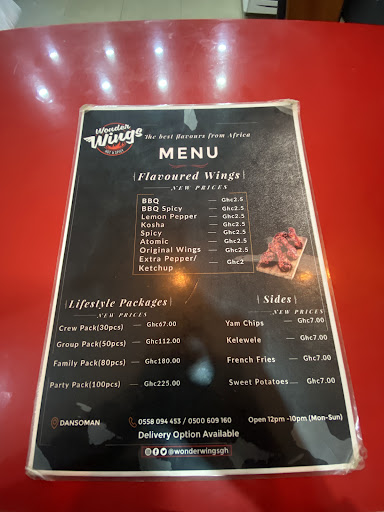 Wonder
Wings
HOT & SPICY
The best flavours from Africa
MENU
Flavoured Wings
NEW PRICES
BBQ — Ghc2.5
BBQ Spicy — Ghc2.5
Lemon Pepper — Ghc2.5
Kosha — Ghc2.5
Spicy — Ghc2.5
Atomic — Ghc2.5
Original Wings — Ghc2.5
Extra Pepper/ — Ghc2
Ketchup
Lifestyle Packages
NEW PRICES
Crew Pack(30pcs) — Ghc67.00
Group Pack(50pcs) — Ghc112.00
Family Pack(80pcs) — Ghc180.00
Party Pack(100pcs) — Ghc225.00
Sides
NEW PRICES
Yam Chips — Ghc7.00
Kelewele — Ghc7.00
French Fries — Ghc7.00
Sweet Potatoes — Ghc7.00
DANSOMAN
0558 094 453 / 0500 609 160
Open 12pm -10pm (Mon-Sun)
Delivery Option Available
@wonderwingsgh